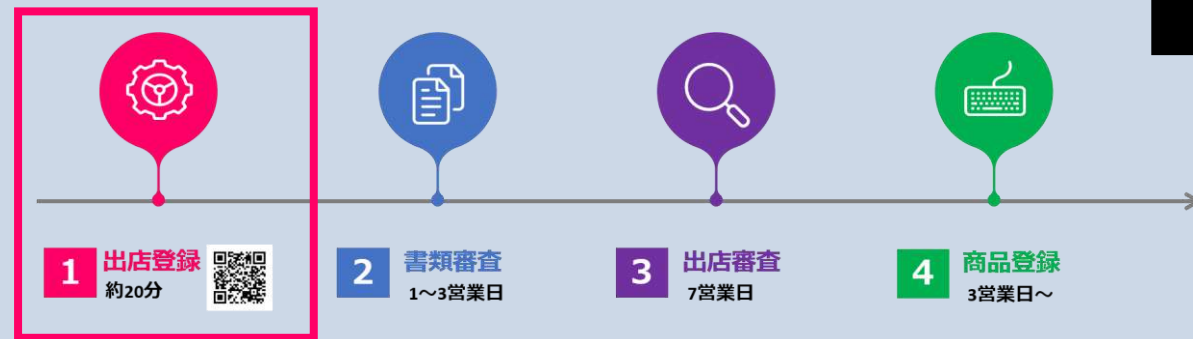 1
出店登録
約20分
2
書類審査
1~3営業日
3
出店審査
7営業日
4
商品登録
3営業日~